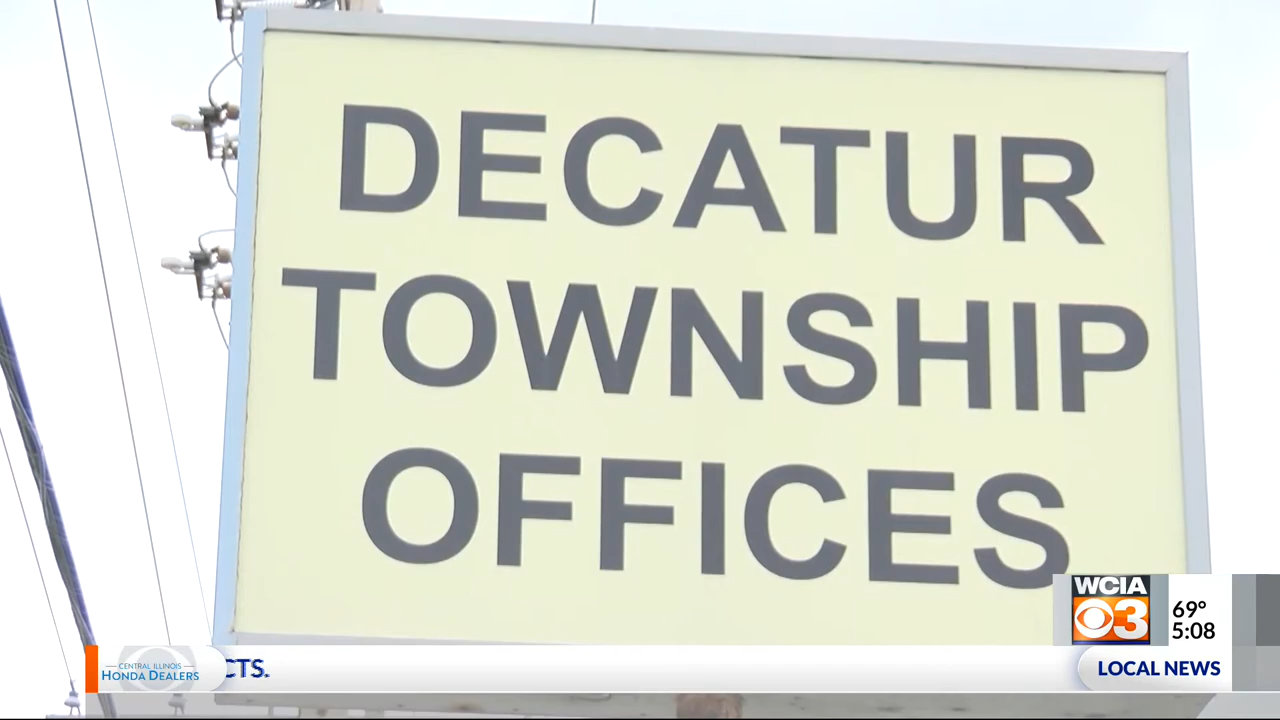 DECATUR
TOWNSHIP
OFFICES
WCIA
3
69°
5:08
CENTRAL ILLINOIS
HONDA DEALERS
CTS.
LOCAL NEWS